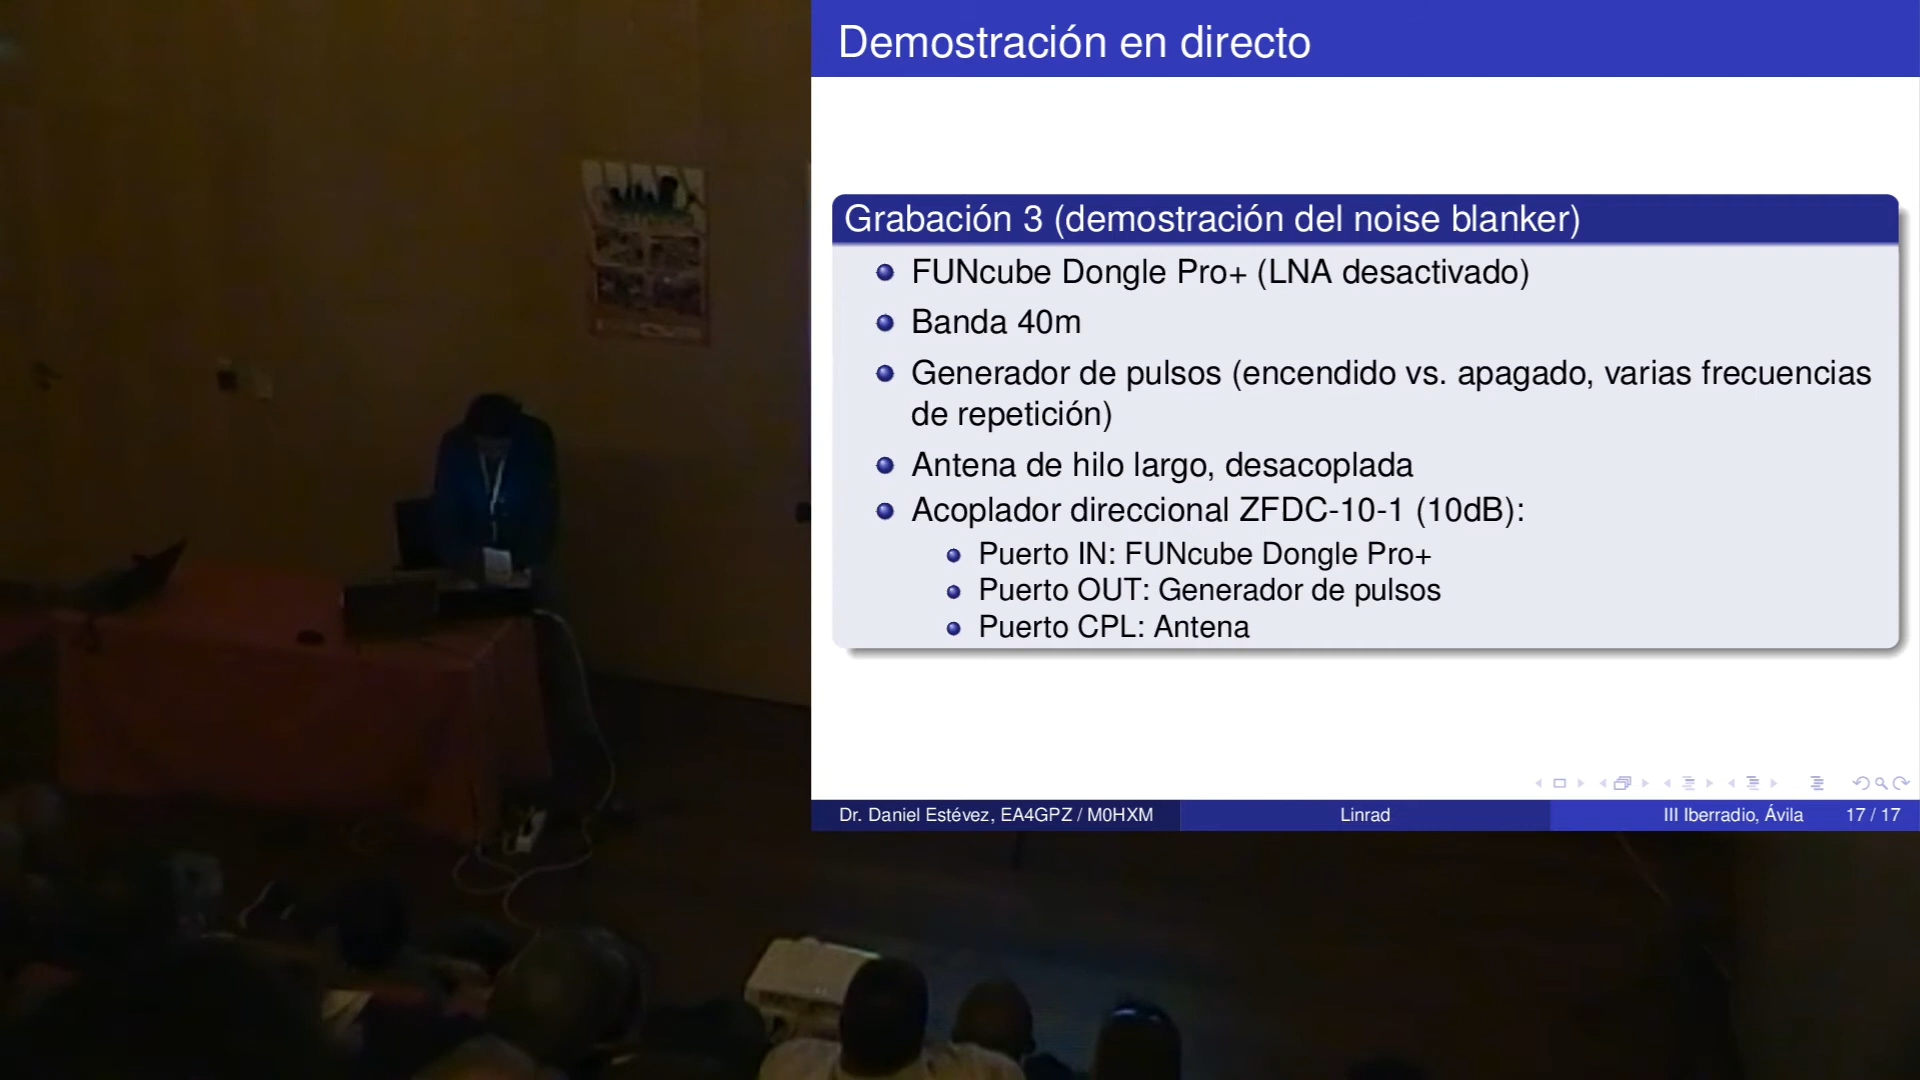 Demostración en directo
Grabación 3 (demostración del noise blanker)
FUNcube Dongle Pro+ (LNA desactivado)
Banda 40m
Generador de pulsos (encendido vs. apagado, varias frecuencias
de repetición)
Antena de hilo largo, desacoplada
Acoplador direccional ZFDC-10-1 (10dB):
Puerto IN: FUNcube Dongle Pro+
Puerto OUT: Generador de pulsos
Puerto CPL: Antena
Dr. Daniel Estévez, EA4GPZ / M0HXM Linrad III Iberradio, Ávila 17 / 17